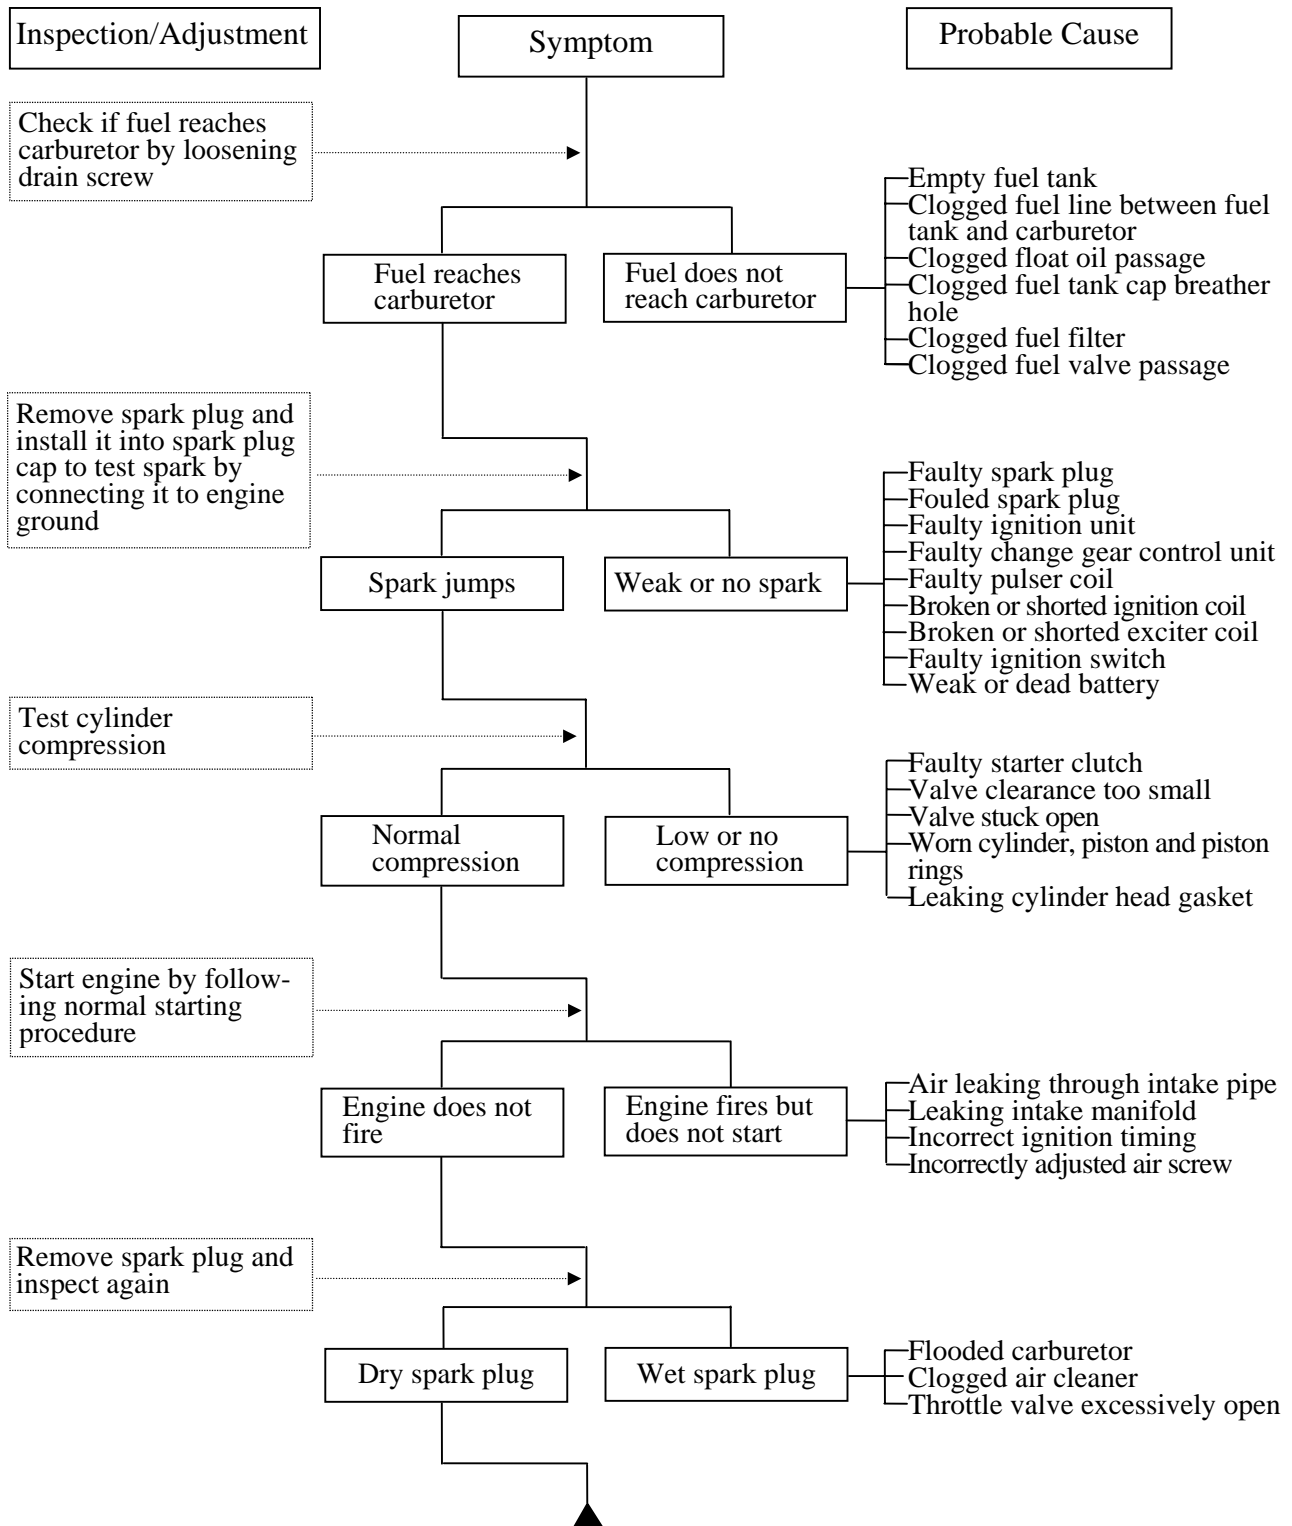 Inspection/Adjustment
Symptom
Probable Cause
Check if fuel reaches
carburetor by loosening
drain screw
Fuel reaches
carburetor
Fuel does not
reach carburetor
Empty fuel tank
Clogged fuel line between fuel
tank and carburetor
Clogged float oil passage
Clogged fuel tank cap breather
hole
Clogged fuel filter
Clogged fuel valve passage
Remove spark plug and
install it into spark plug
cap to test spark by
connecting it to engine
ground
Spark jumps
Weak or no spark
Faulty spark plug
Fouled spark plug
Faulty ignition unit
Faulty change gear control unit
Faulty pulser coil
Broken or shorted ignition coil
Broken or shorted exciter coil
Faulty ignition switch
Weak or dead battery
Test cylinder
compression
Normal
compression
Low or no
compression
Faulty starter clutch
Valve clearance too small
Valve stuck open
Worn cylinder, piston and piston
rings
Leaking cylinder head gasket
Start engine by follow-
ing normal starting
procedure
Engine does not
fire
Engine fires but
does not start
Air leaking through intake pipe
Leaking intake manifold
Incorrect ignition timing
Incorrectly adjusted air screw
Remove spark plug and
inspect again
Dry spark plug
Wet spark plug
Flooded carburetor
Clogged air cleaner
Throttle valve excessively open